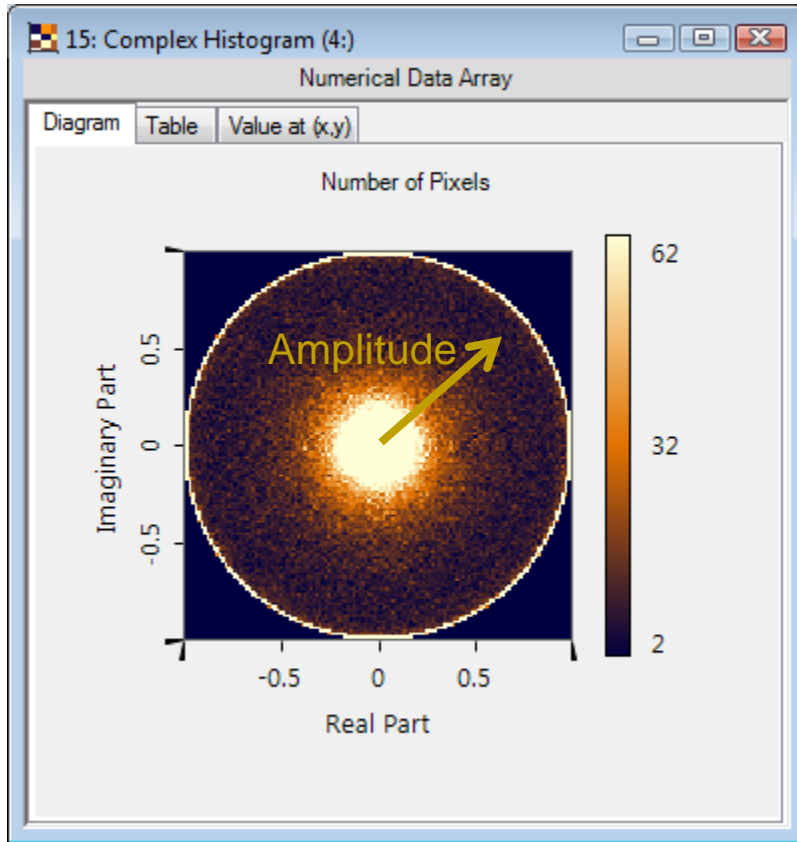 15: Complex Histogram (4:)
Numerical Data Array
Diagram
Table
Value at (x,y)
Number of Pixels
62
32
2
Amplitude
Imaginary Part
0.5
0
-0.5
-0.5
0
0.5
Real Part